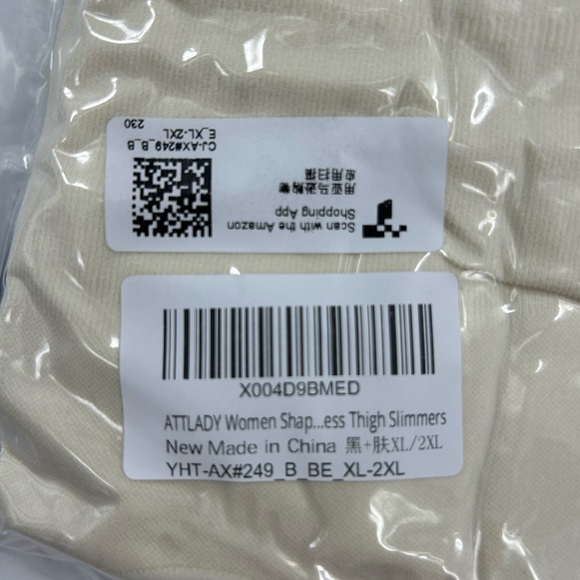 CJ-AX#249_B_B
E_XL-2XL
230
Scan with the Amazon
Shopping App
用亚马逊购物
应用扫描
X004D9BMED
ATTLADY Women Shap...ess Thigh Slimmers
New Made in China 黑+肤XL/2XL
YHT-AX#249_B_BE_XL-2XL